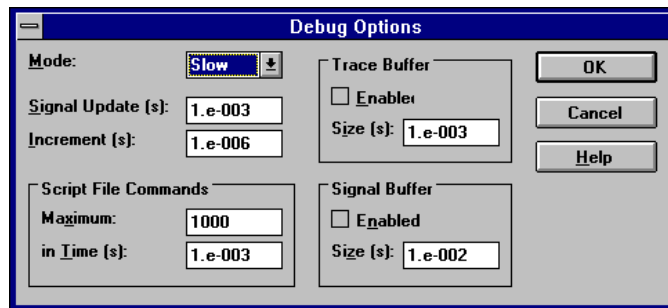 Debug Options
Mode: Slow
Signal Update (s): 1.e-003
Increment (s): 1.e-006
Script File Commands
Maximum: 1000
in Time (s): 1.e-003
Trace Buffer
Enabled
Size (s): 1.e-003
Signal Buffer
Enabled
Size (s): 1.e-002
OK
Cancel
Help